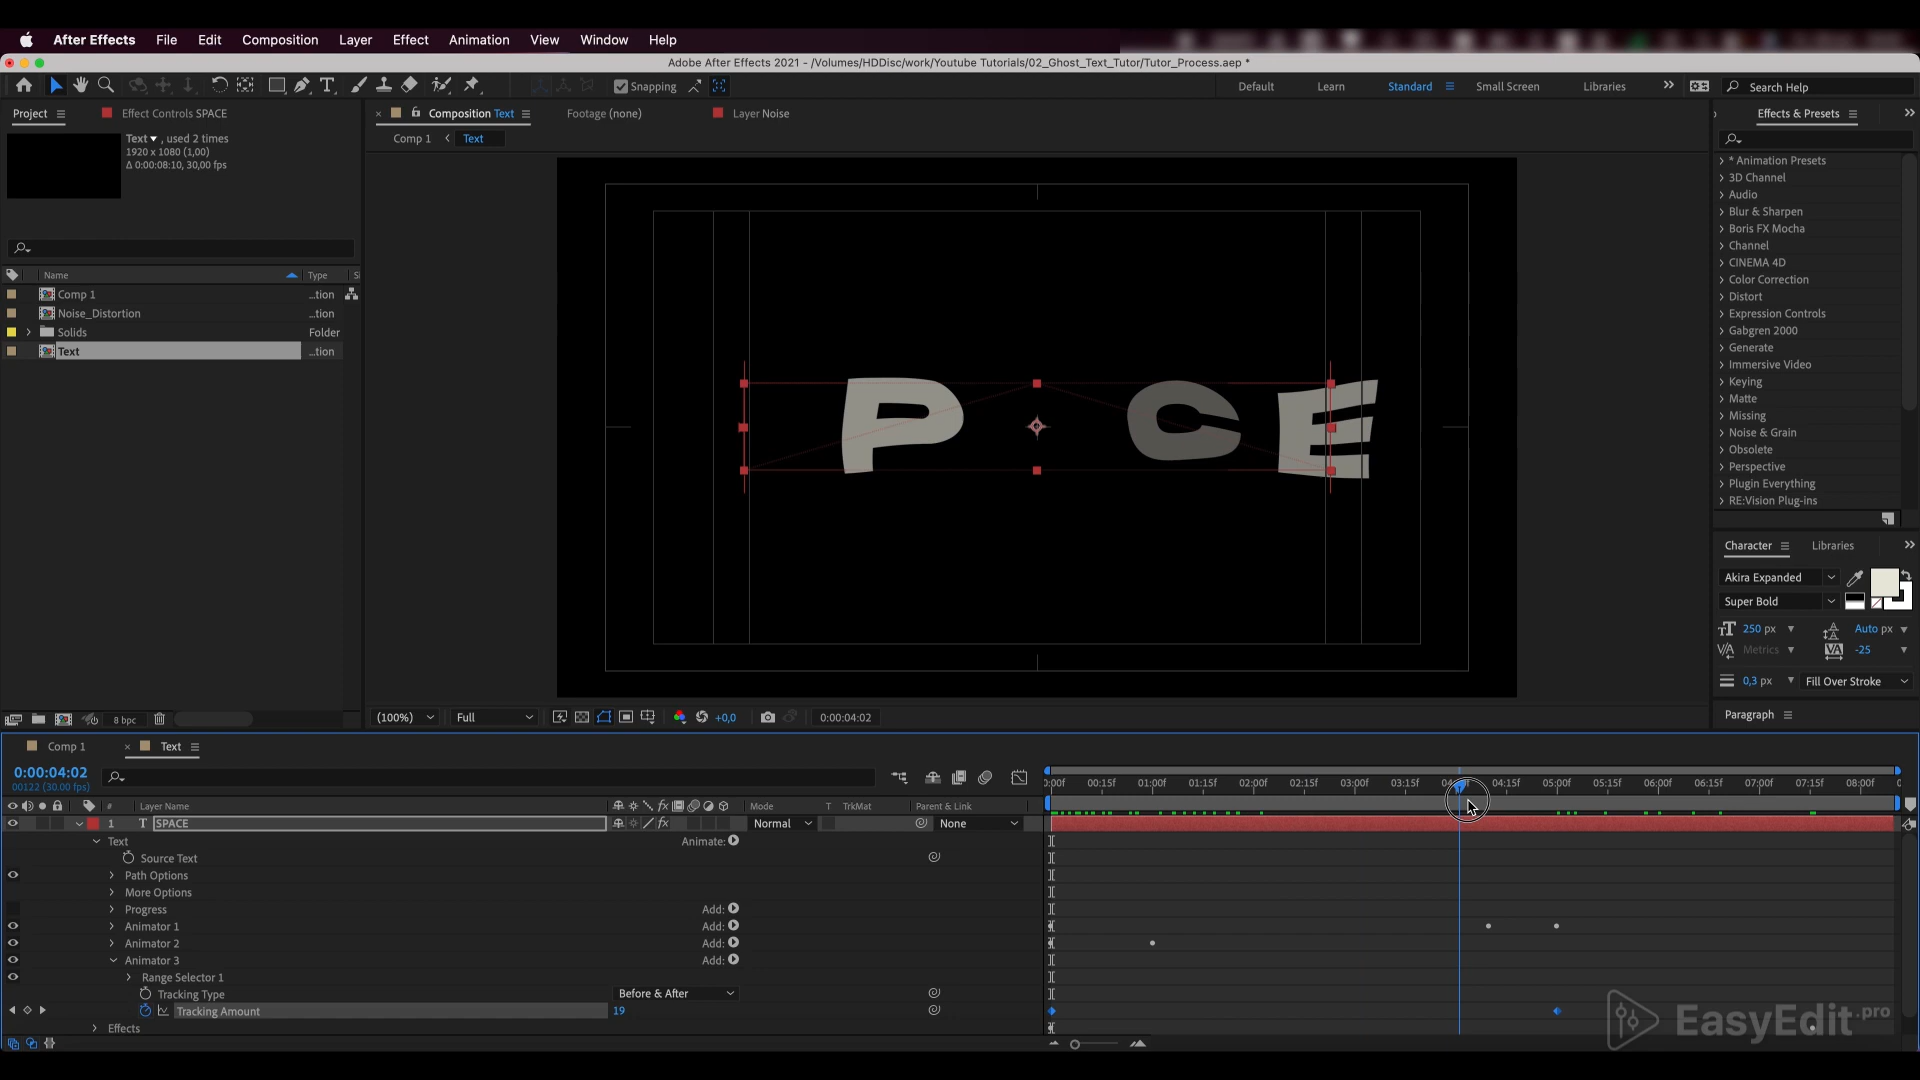 After Effects File Edit Composition Layer Effect Animation View Window Help
Adobe After Effects 2021 - /Volumes/HDDisc/work/Youtube Tutorials/02_Ghost_Text_Tutor/Tutor_Process.aep *
Snapping Default Learn Standard Small Screen Libraries Search Help
Project Effect Controls SPACE
Text , used 2 times
1920 x 1080 (1,00)
Δ 0:00:08:10, 30,00 fps
Name Type Si
Comp 1 ...tion
Noise_Distortion ...tion
Solids Folder
Text ...tion
8 bpc
Composition Text Footage (none) Layer Noise
Comp 1 Text
P CE
(100%) Full +0,0 0:00:04:02
Effects & Presets
* Animation Presets
3D Channel
Audio
Blur & Sharpen
Boris FX Mocha
Channel
CINEMA 4D
Color Correction
Distort
Expression Controls
Gabgren 2000
Generate
Immersive Video
Keying
Matte
Missing
Noise & Grain
Obsolete
Perspective
Plugin Everything
RE:Vision Plug-ins
Character Libraries
Akira Expanded
Super Bold
250 px Auto px
Metrics -25
0,3 px Fill Over Stroke
Paragraph
Comp 1 Text
0:00:04:02
00122 (30.00 fps)
:00f 00:15f 01:00f 01:15f 02:00f 02:15f 03:00f 03:15f 04:15f 05:00f 05:15f 06:00f 06:15f 07:00f 07:15f 08:00f
# Layer Name Mode T TrkMat Parent & Link
1 T SPACE Normal None
Text Animate:
Source Text
Path Options
More Options
Progress Add:
Animator 1 Add:
Animator 2 Add:
Animator 3 Add:
Range Selector 1
Tracking Type Before & After
Tracking Amount 19
Effects
EasyEdit.pro